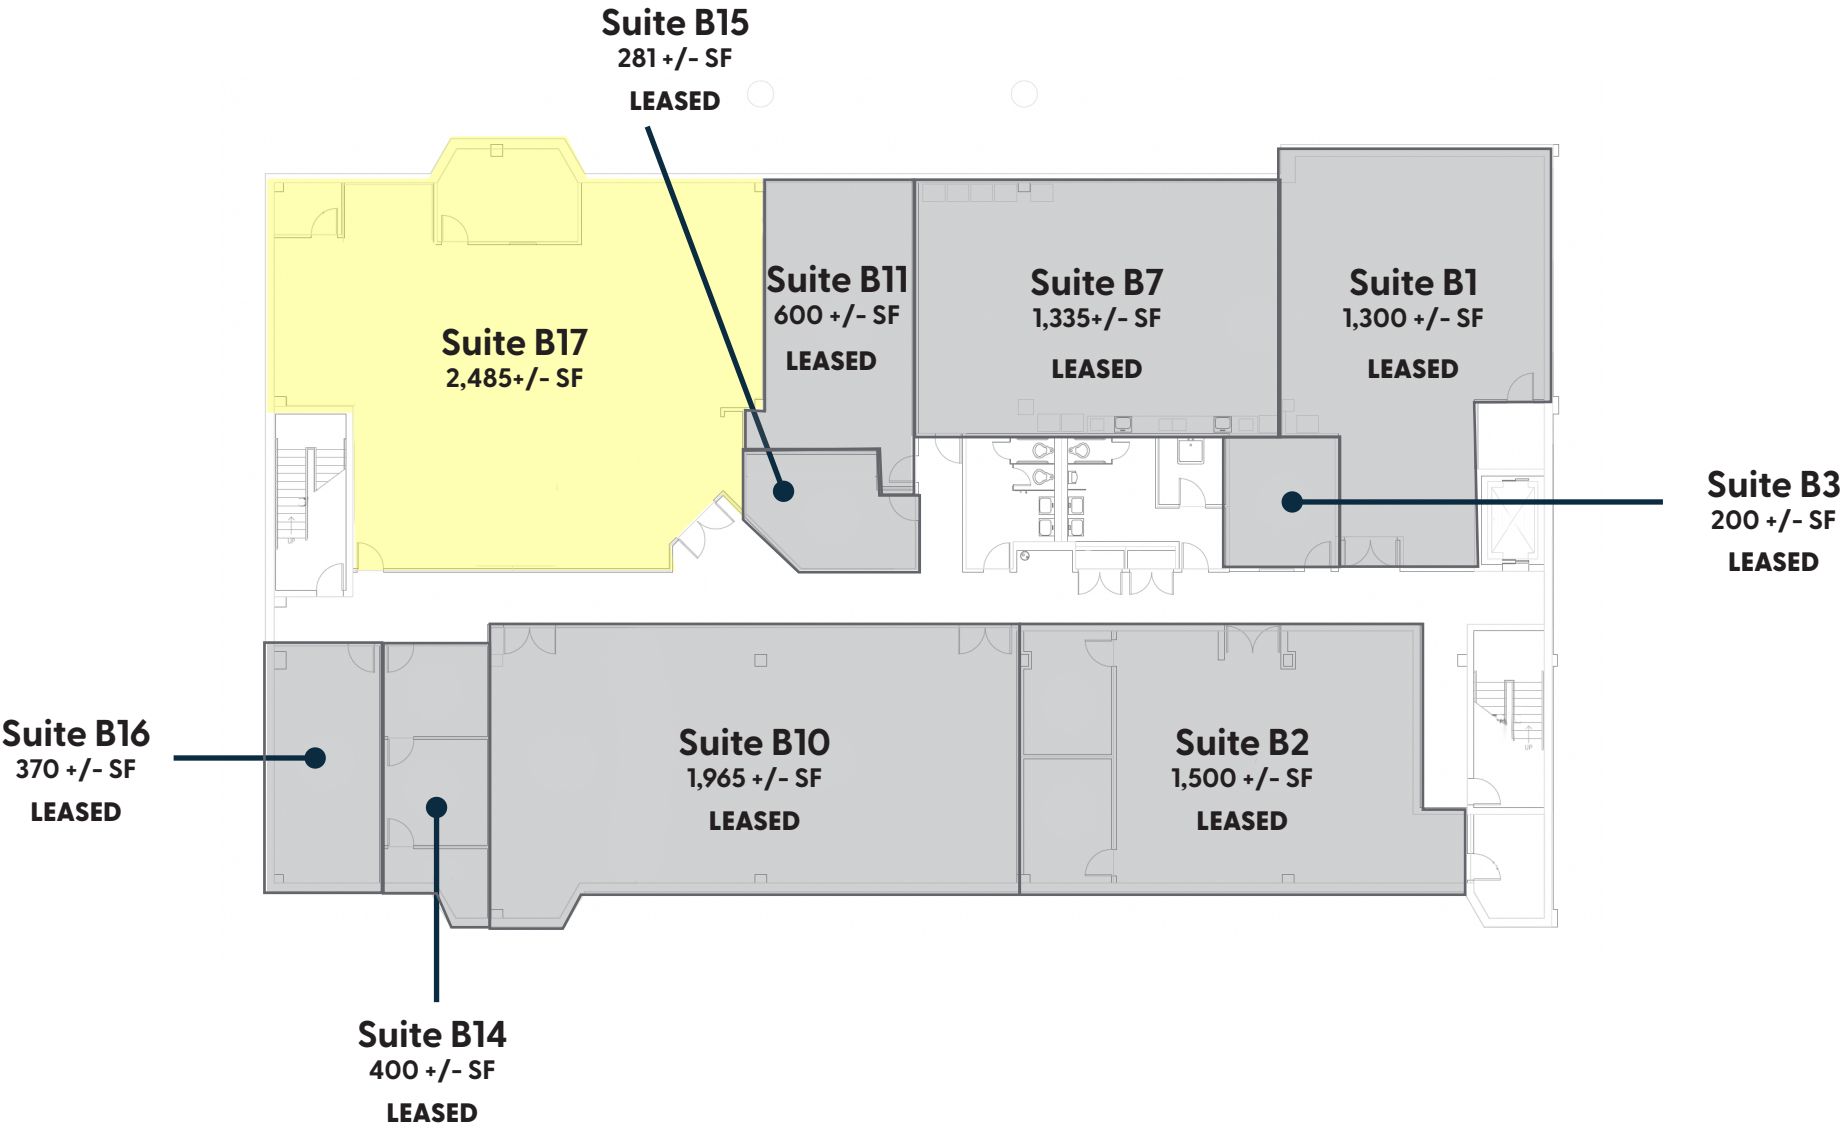 Suite B15
281 +/- SF
LEASED
Suite B17
2,485+/- SF
Suite B11
600 +/- SF
LEASED
Suite B7
1,335+/- SF
LEASED
Suite B1
1,300 +/- SF
LEASED
Suite B3
200 +/- SF
LEASED
UP
Suite B16
370 +/- SF
LEASED
Suite B10
1,965 +/- SF
LEASED
Suite B2
1,500 +/- SF
LEASED
UP
Suite B14
400 +/- SF
LEASED